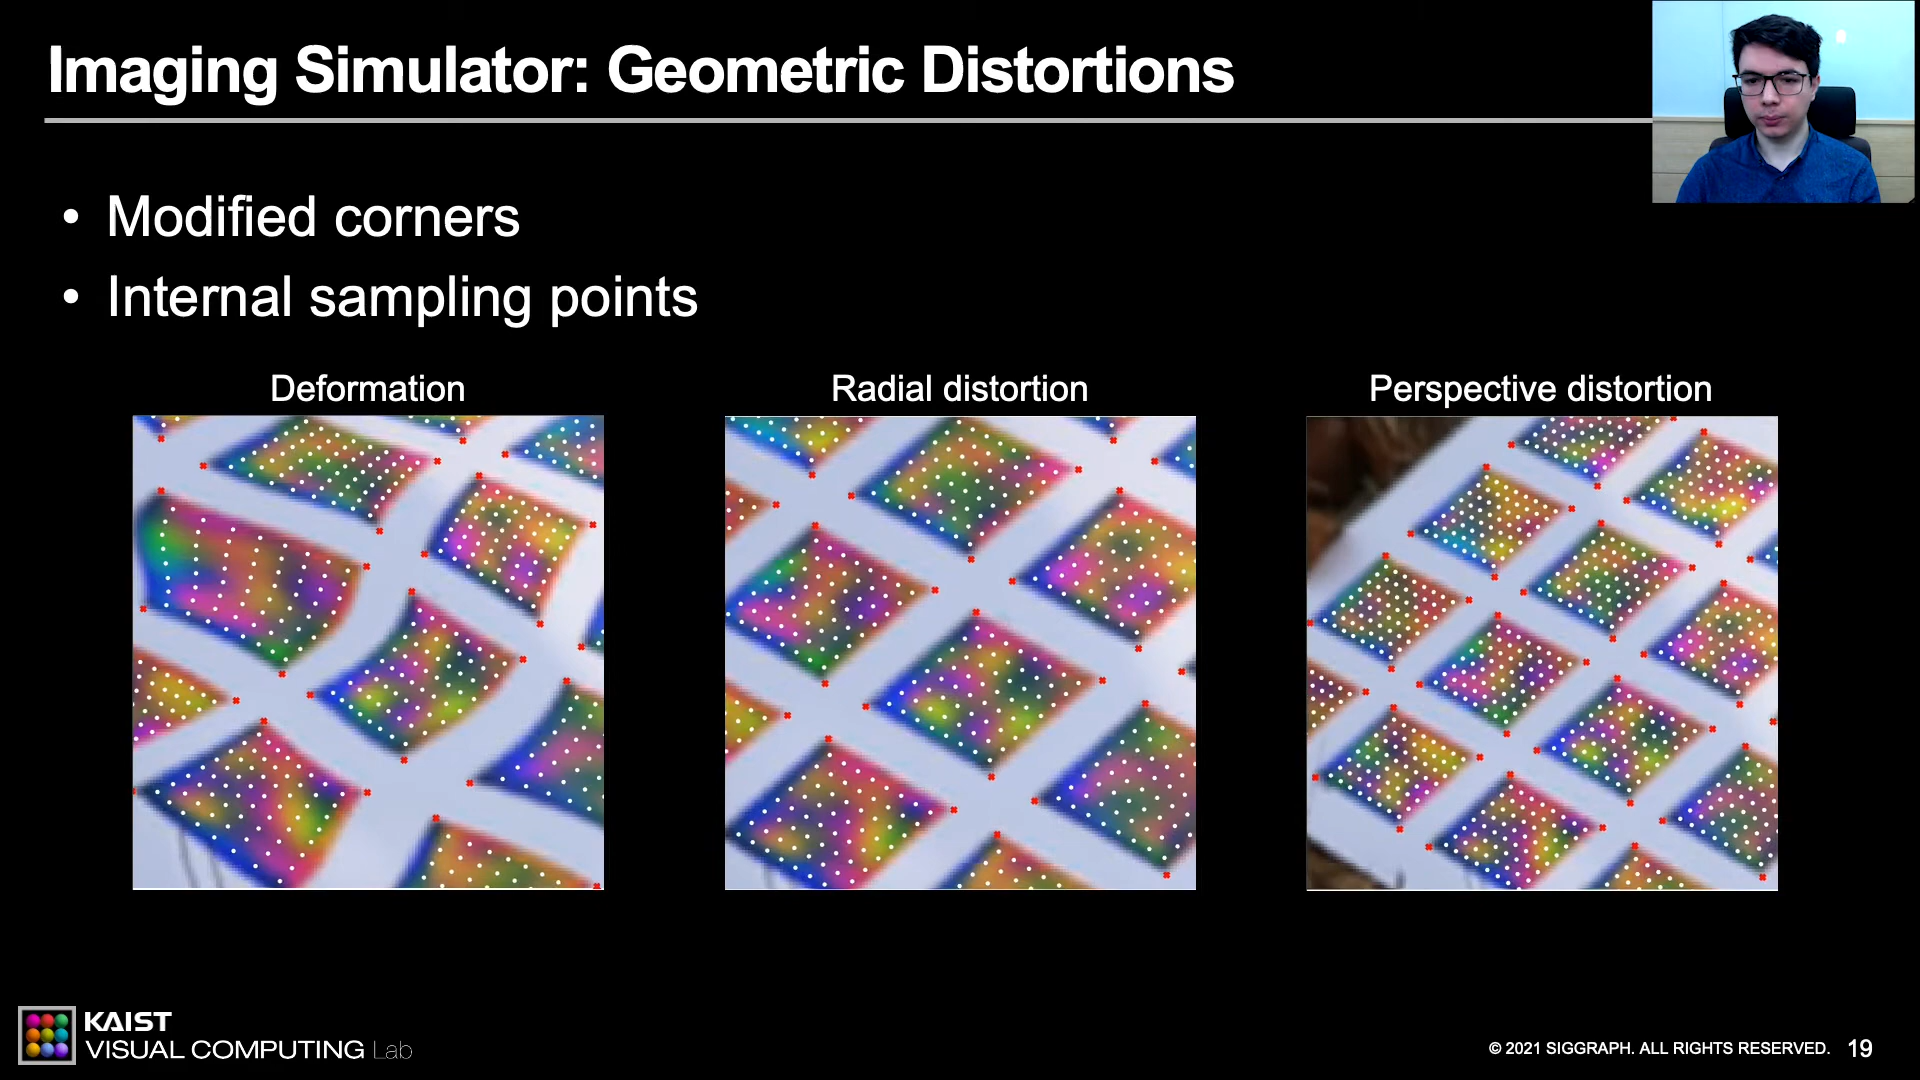 Imaging Simulator: Geometric Distortions
• Modified corners
• Internal sampling points
Deformation
Radial distortion
Perspective distortion
KAIST
VISUAL COMPUTING Lab
© 2021 SIGGRAPH. ALL RIGHTS RESERVED. 19